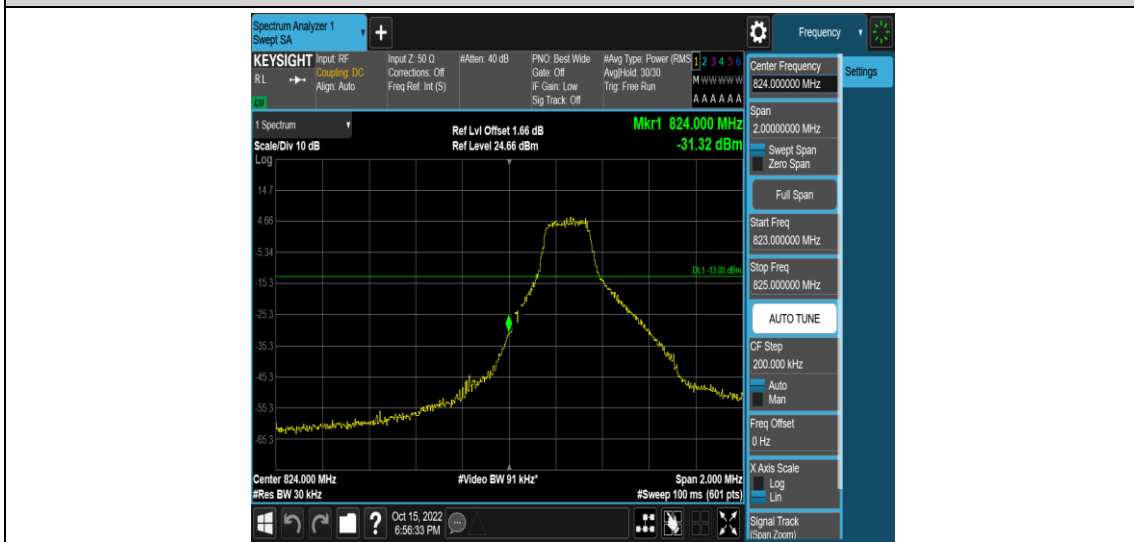 Spectrum Analyzer 1
Swept SA
+
Frequency
KEYSIGHT
RL
Input: RF
Coupling: DC
Align: Auto
Input Z: 50 Ω
Corrections: Off
Freq Ref: Int (S)
#Atten: 40 dB
PNO: Best Wide
Gate: Off
IF Gain: Low
Sig Track: Off
#Avg Type: Power (RMS
Avg|Hold: 30/30
Trig: Free Run
1 2 3 4 5 6
M W W W W W
A A A A A A
1 Spectrum
Scale/Div 10 dB
Log
Ref Lvl Offset 1.66 dB
Ref Level 24.66 dBm
Mkr1 824.000 MHz
-31.32 dBm
14.7
4.66
-5.34
-15.3
-25.3
-35.3
-45.3
-55.3
-65.3
DL1 -13.00 dBm
1
Center 824.000 MHz
#Res BW 30 kHz
#Video BW 91 kHz*
Span 2.000 MHz
#Sweep 100 ms (601 pts)
Center Frequency
824.000000 MHz
Settings
Span
2.00000000 MHz
Swept Span
Zero Span
Full Span
Start Freq
823.000000 MHz
Stop Freq
825.000000 MHz
AUTO TUNE
CF Step
200.000 kHz
Auto
Man
Freq Offset
0 Hz
X Axis Scale
Log
Lin
Signal Track
(Span Zoom)
?
Oct 15, 2022
6:56:33 PM